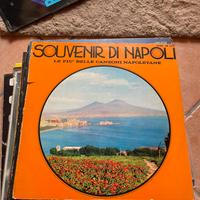 SOUVENIR DI NAPOLI
LE PIU' BELLE CANZONI NAPOLETANE